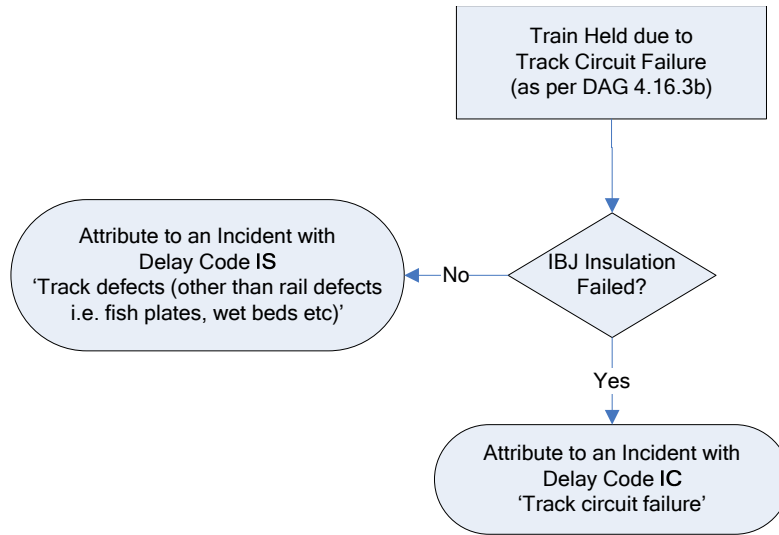 Train Held due to
Track Circuit Failure
(as per DAG 4.16.3b)
IBJ Insulation
Failed?
No
Attribute to an Incident with
Delay Code IS
‘Track defects (other than rail defects
i.e. fish plates, wet beds etc)’
Yes
Attribute to an Incident with
Delay Code IC
‘Track circuit failure’